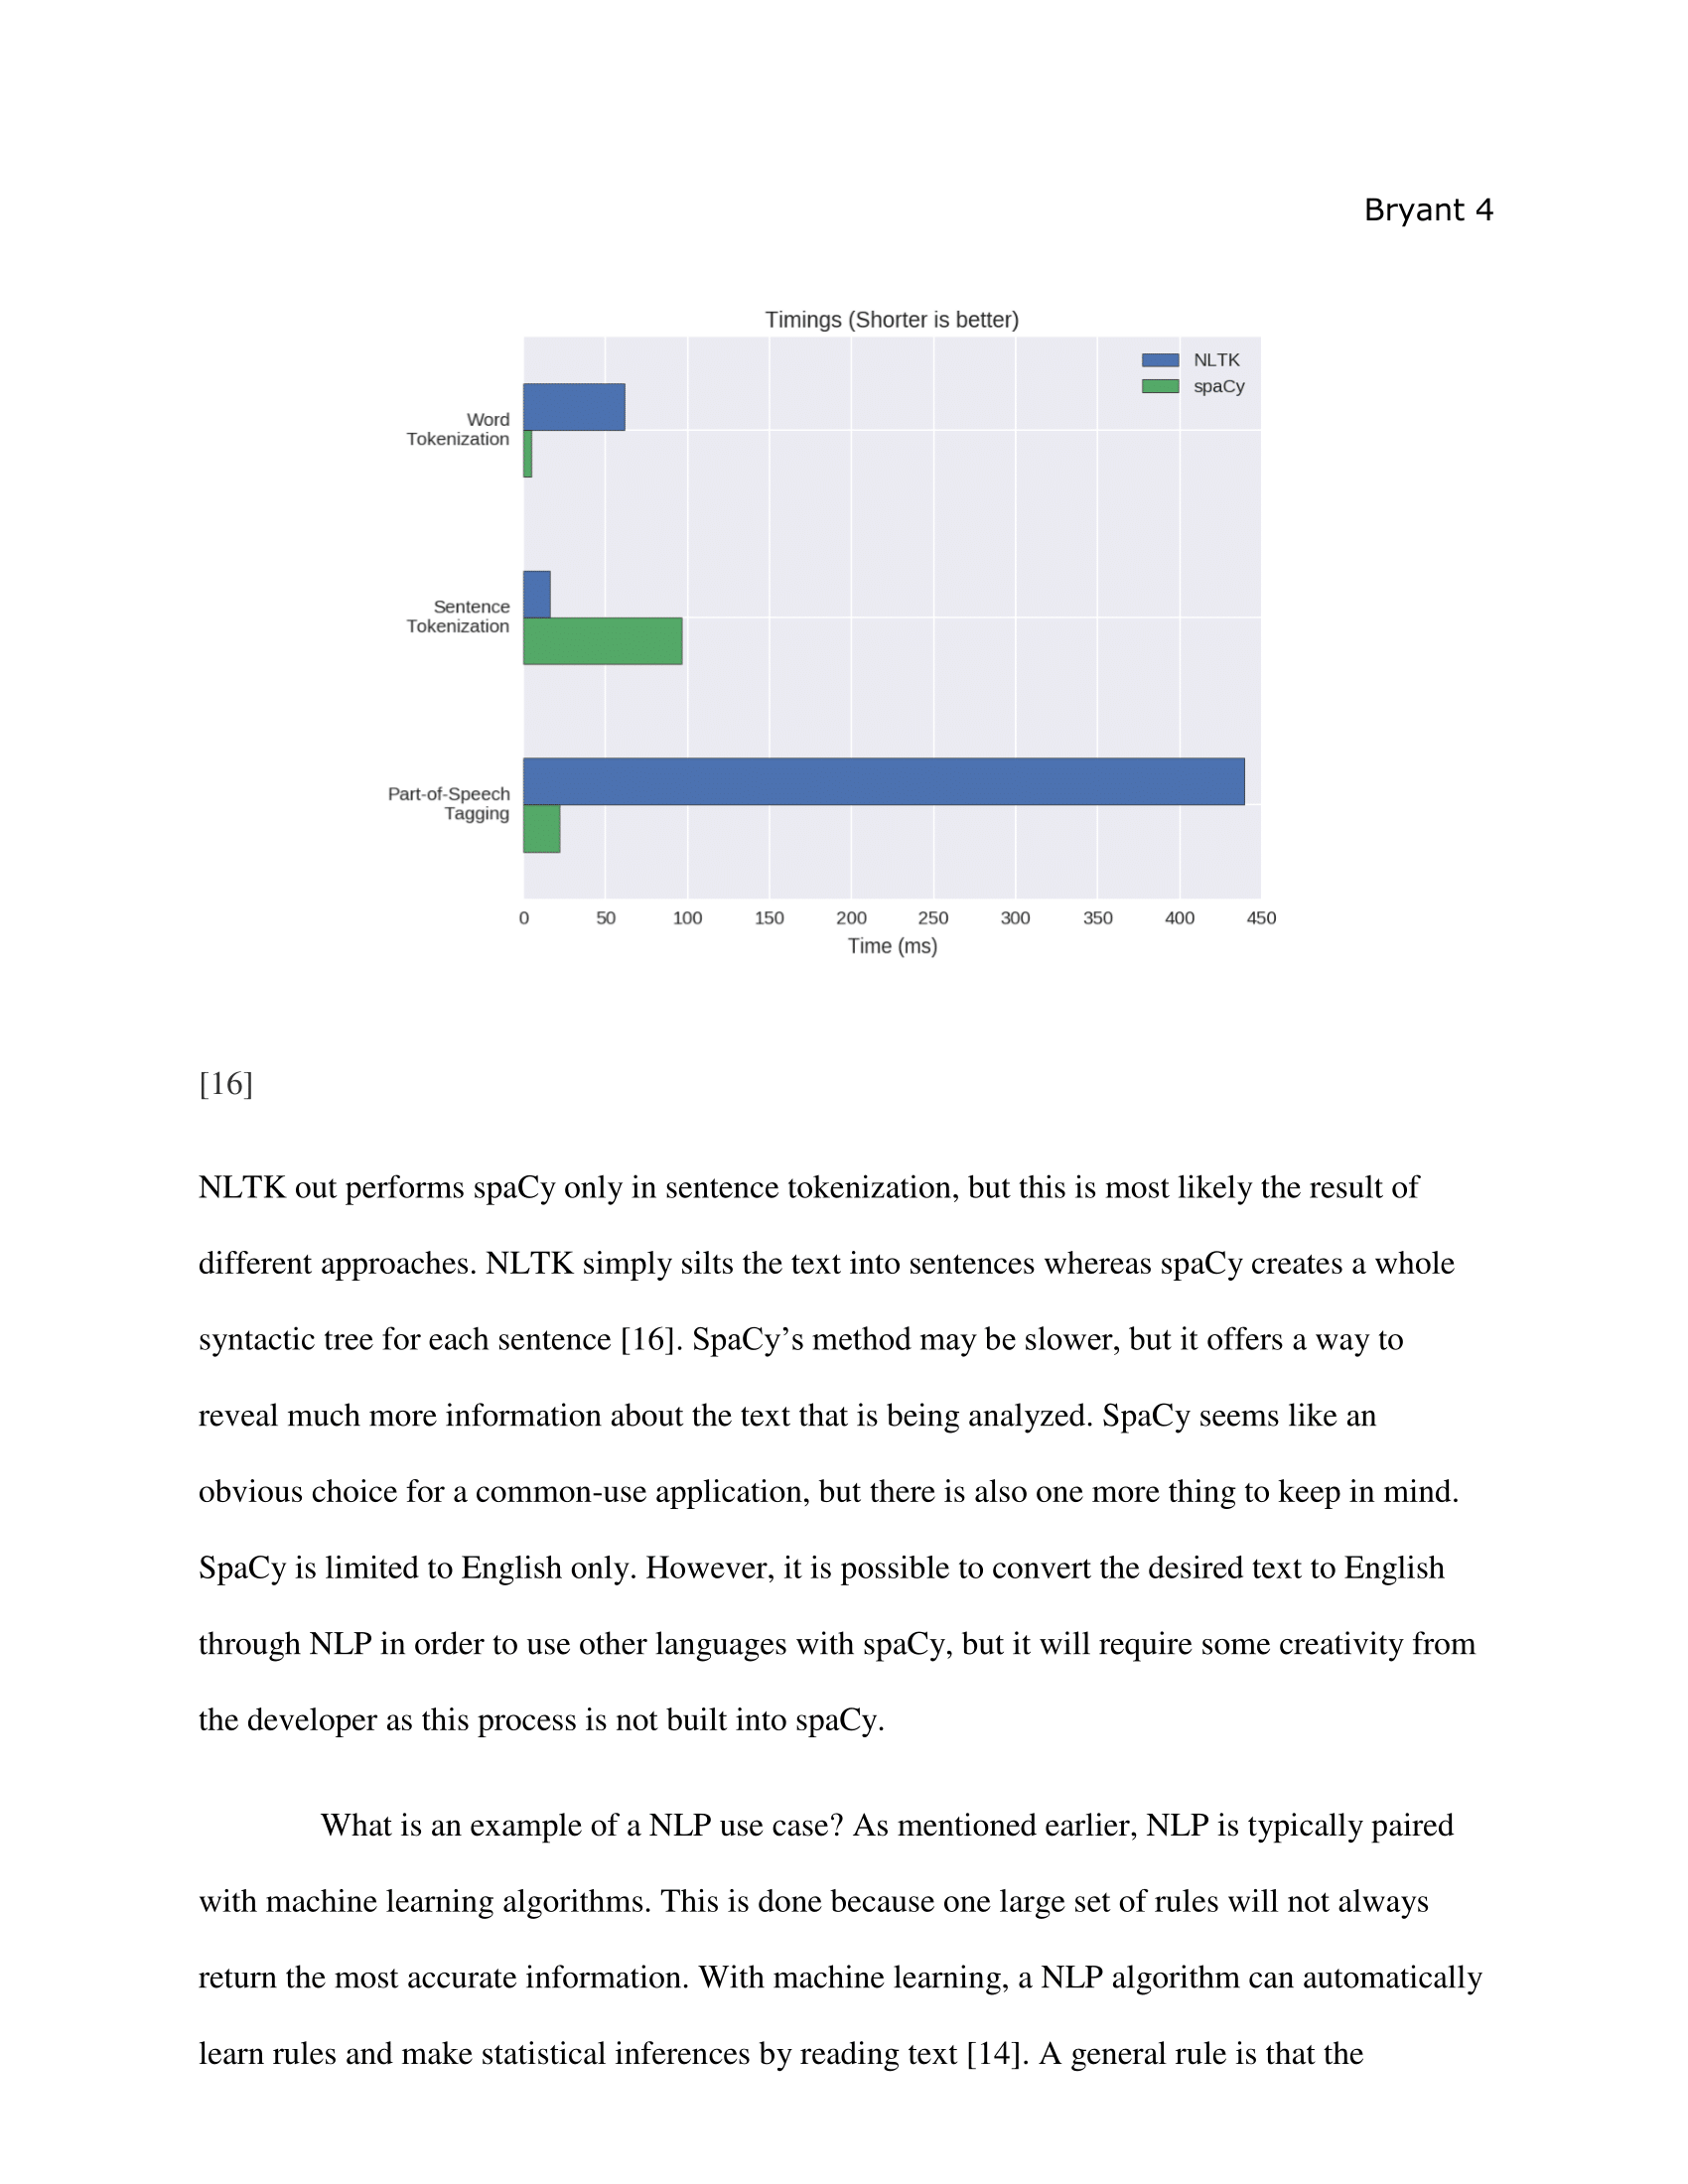 Bryant 4
Timings (Shorter is better)
NLTK
spaCy
Word
Tokenization
Sentence
Tokenization
Part-of-Speech
Tagging
0 50 100 150 200 250 300 350 400 450
Time (ms)
[16]
NLTK out performs spaCy only in sentence tokenization, but this is most likely the result of
different approaches. NLTK simply silts the text into sentences whereas spaCy creates a whole
syntactic tree for each sentence [16]. SpaCy’s method may be slower, but it offers a way to
reveal much more information about the text that is being analyzed. SpaCy seems like an
obvious choice for a common-use application, but there is also one more thing to keep in mind.
SpaCy is limited to English only. However, it is possible to convert the desired text to English
through NLP in order to use other languages with spaCy, but it will require some creativity from
the developer as this process is not built into spaCy.
What is an example of a NLP use case? As mentioned earlier, NLP is typically paired
with machine learning algorithms. This is done because one large set of rules will not always
return the most accurate information. With machine learning, a NLP algorithm can automatically
learn rules and make statistical inferences by reading text [14]. A general rule is that the